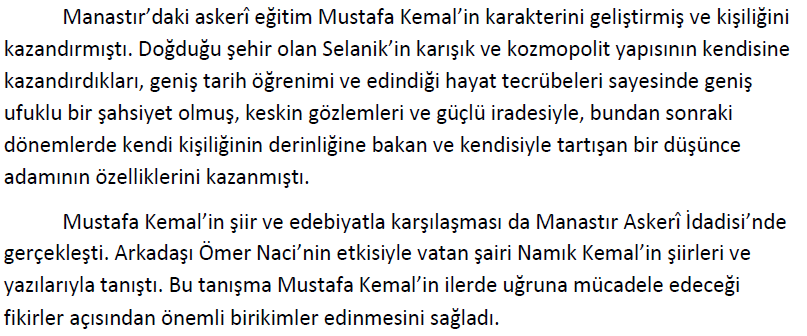 Manastır’daki askerî eğitim Mustafa Kemal’in karakterini geliştirmiş ve kişiliğini
kazandırmıştı. Doğduğu şehir olan Selanik’in karışık ve kozmopolit yapısının kendisine
kazandırdıkları, geniş tarih öğrenimi ve edindiği hayat tecrübeleri sayesinde geniş
ufuklu bir şahsiyet olmuş, keskin gözlemleri ve güçlü iradesiyle, bundan sonraki
dönemlerde kendi kişiliğinin derinliğine bakan ve kendisiyle tartışan bir düşünce
adamının özelliklerini kazanmıştı.
Mustafa Kemal’in şiir ve edebiyatla karşılaşması da Manastır Askerî İdadisi’nde
gerçekleşti. Arkadaşı Ömer Naci’nin etkisiyle vatan şairi Namık Kemal’in şiirleri ve
yazılarıyla tanıştı. Bu tanışma Mustafa Kemal’in ilerde uğruna mücadele edeceği
fikirler açısından önemli birikimler edinmesini sağladı.